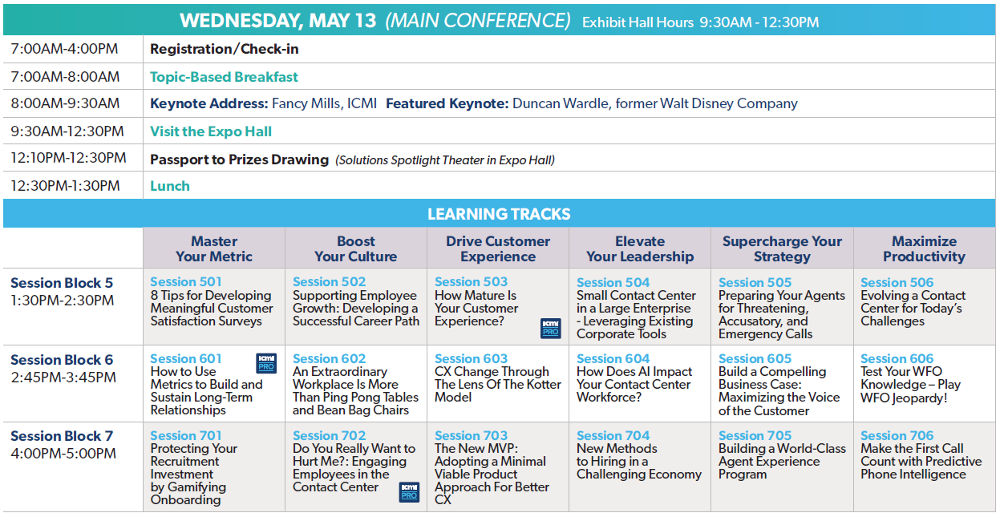 WEDNESDAY, MAY 13 (MAIN CONFERENCE) Exhibit Hall Hours 9:30AM - 12:30PM
7:00AM-4:00PM Registration/Check-in
7:00AM-8:00AM Topic-Based Breakfast
8:00AM-9:30AM Keynote Address: Fancy Mills, ICMI Featured Keynote: Duncan Wardle, former Walt Disney Company
9:30AM-12:30PM Visit the Expo Hall
12:10PM-12:30PM Passport to Prizes Drawing (Solutions Spotlight Theater in Expo Hall)
12:30PM-1:30PM Lunch
LEARNING TRACKS
Master
Your Metric
Boost
Your Culture
Drive Customer
Experience
Elevate
Your Leadership
Supercharge Your
Strategy
Maximize
Productivity
Session Block 5
1:30PM-2:30PM
Session 501
8 Tips for Developing
Meaningful Customer
Satisfaction Surveys
Session 502
Supporting Employee
Growth: Developing a
Successful Career Path
Session 503
How Mature Is
Your Customer
Experience?
ICMI
PRO
Session 504
Small Contact Center
in a Large Enterprise
- Leveraging Existing
Corporate Tools
Session 505
Preparing Your Agents
for Threatening,
Accusatory, and
Emergency Calls
Session 506
Evolving a Contact
Center for Today's
Challenges
Session Block 6
2:45PM-3:45PM
Session 601
How to Use
Metrics to Build and
Sustain Long-Term
Relationships
ICMI
PRO
Session 602
An Extraordinary
Workplace Is More
Than Ping Pong Tables
and Bean Bag Chairs
Session 603
CX Change Through
The Lens Of The Kotter
Model
Session 604
How Does AI Impact
Your Contact Center
Workforce?
Session 605
Build a Compelling
Business Case:
Maximizing the Voice
of the Customer
Session 606
Test Your WFO
Knowledge – Play
WFO Jeopardy!
Session Block 7
4:00PM-5:00PM
Session 701
Protecting Your
Recruitment
Investment
by Gamifying
Onboarding
Session 702
Do You Really Want to
Hurt Me?: Engaging
Employees in the
Contact Center
ICMI
PRO
Session 703
The New MVP:
Adopting a Minimal
Viable Product
Approach For Better
CX
Session 704
New Methods
to Hiring in a
Challenging Economy
Session 705
Building a World-Class
Agent Experience
Program
Session 706
Make the First Call
Count with Predictive
Phone Intelligence